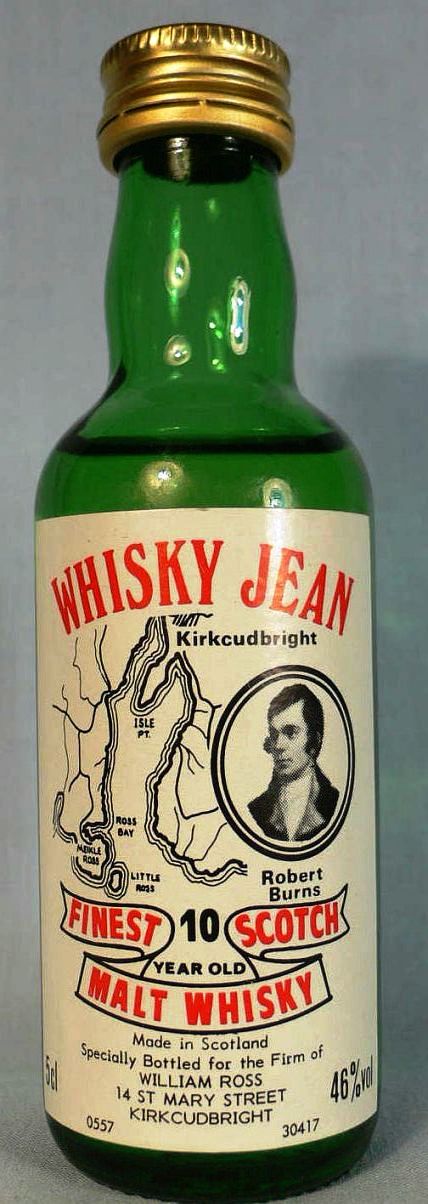 WHISKY JEAN
Kirkcudbright
ISLE
PT.
ROSS
BAY
MEIKLE
ROSS
LITTLE
ROSS
Robert
Burns
FINEST 10 SCOTCH
YEAR OLD
MALT WHISKY
Made in Scotland
Specially Bottled for the Firm of
WILLIAM ROSS
14 ST MARY STREET
KIRKCUDBRIGHT
5cl
46%vol
0557
30417